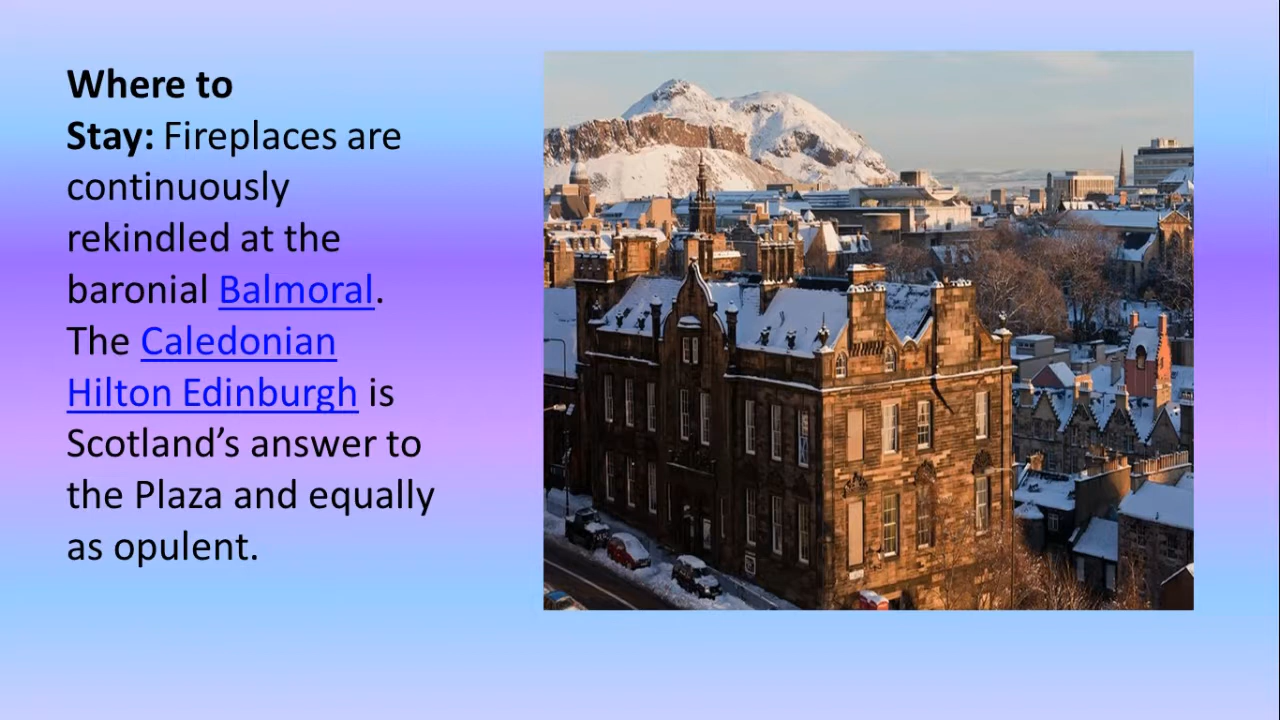 Where to
Stay: Fireplaces are
continuously
rekindled at the
baronial Balmoral.
The Caledonian
Hilton Edinburgh is
Scotland’s answer to
the Plaza and equally
as opulent.